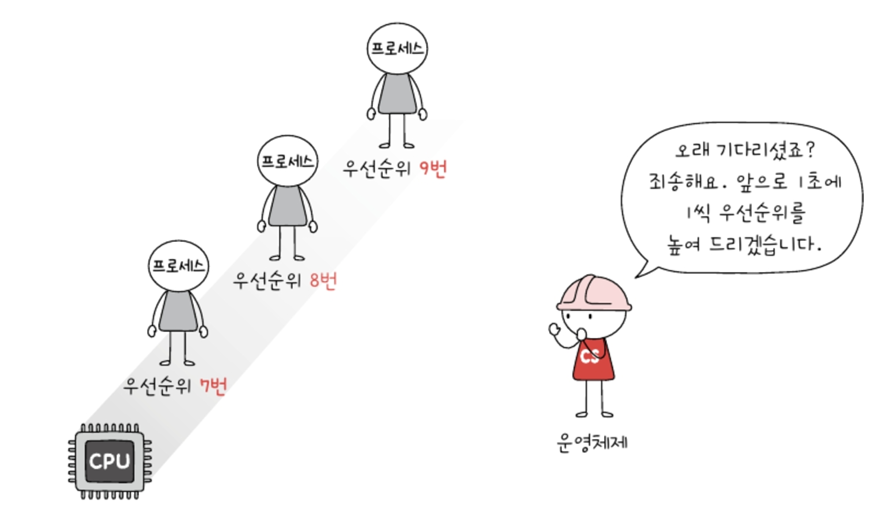 프로세스
우선순위 9번
프로세스
우선순위 8번
프로세스
우선순위 7번
CPU
오래 기다리셨죠?
죄송해요. 앞으로 1초에
1씩 우선순위를
높여 드리겠습니다.
CS
운영체제